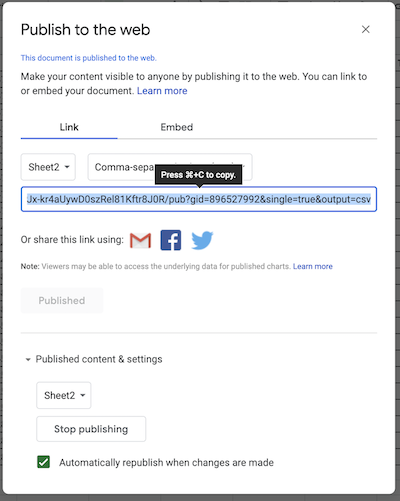 Publish to the web
This document is published to the web.
Make your content visible to anyone by publishing it to the web. You can link to
or embed your document. Learn more
Link Embed
Sheet2
Press ⌘+C to copy.
Jx-kr4aUywD0szRel81Kftr8J0R/pub?gid=896527992&single=true&output=csv
Or share this link using:
Note: Viewers may be able to access the underlying data for published charts. Learn more
Published
Published content & settings
Sheet2
Stop publishing
Automatically republish when changes are made